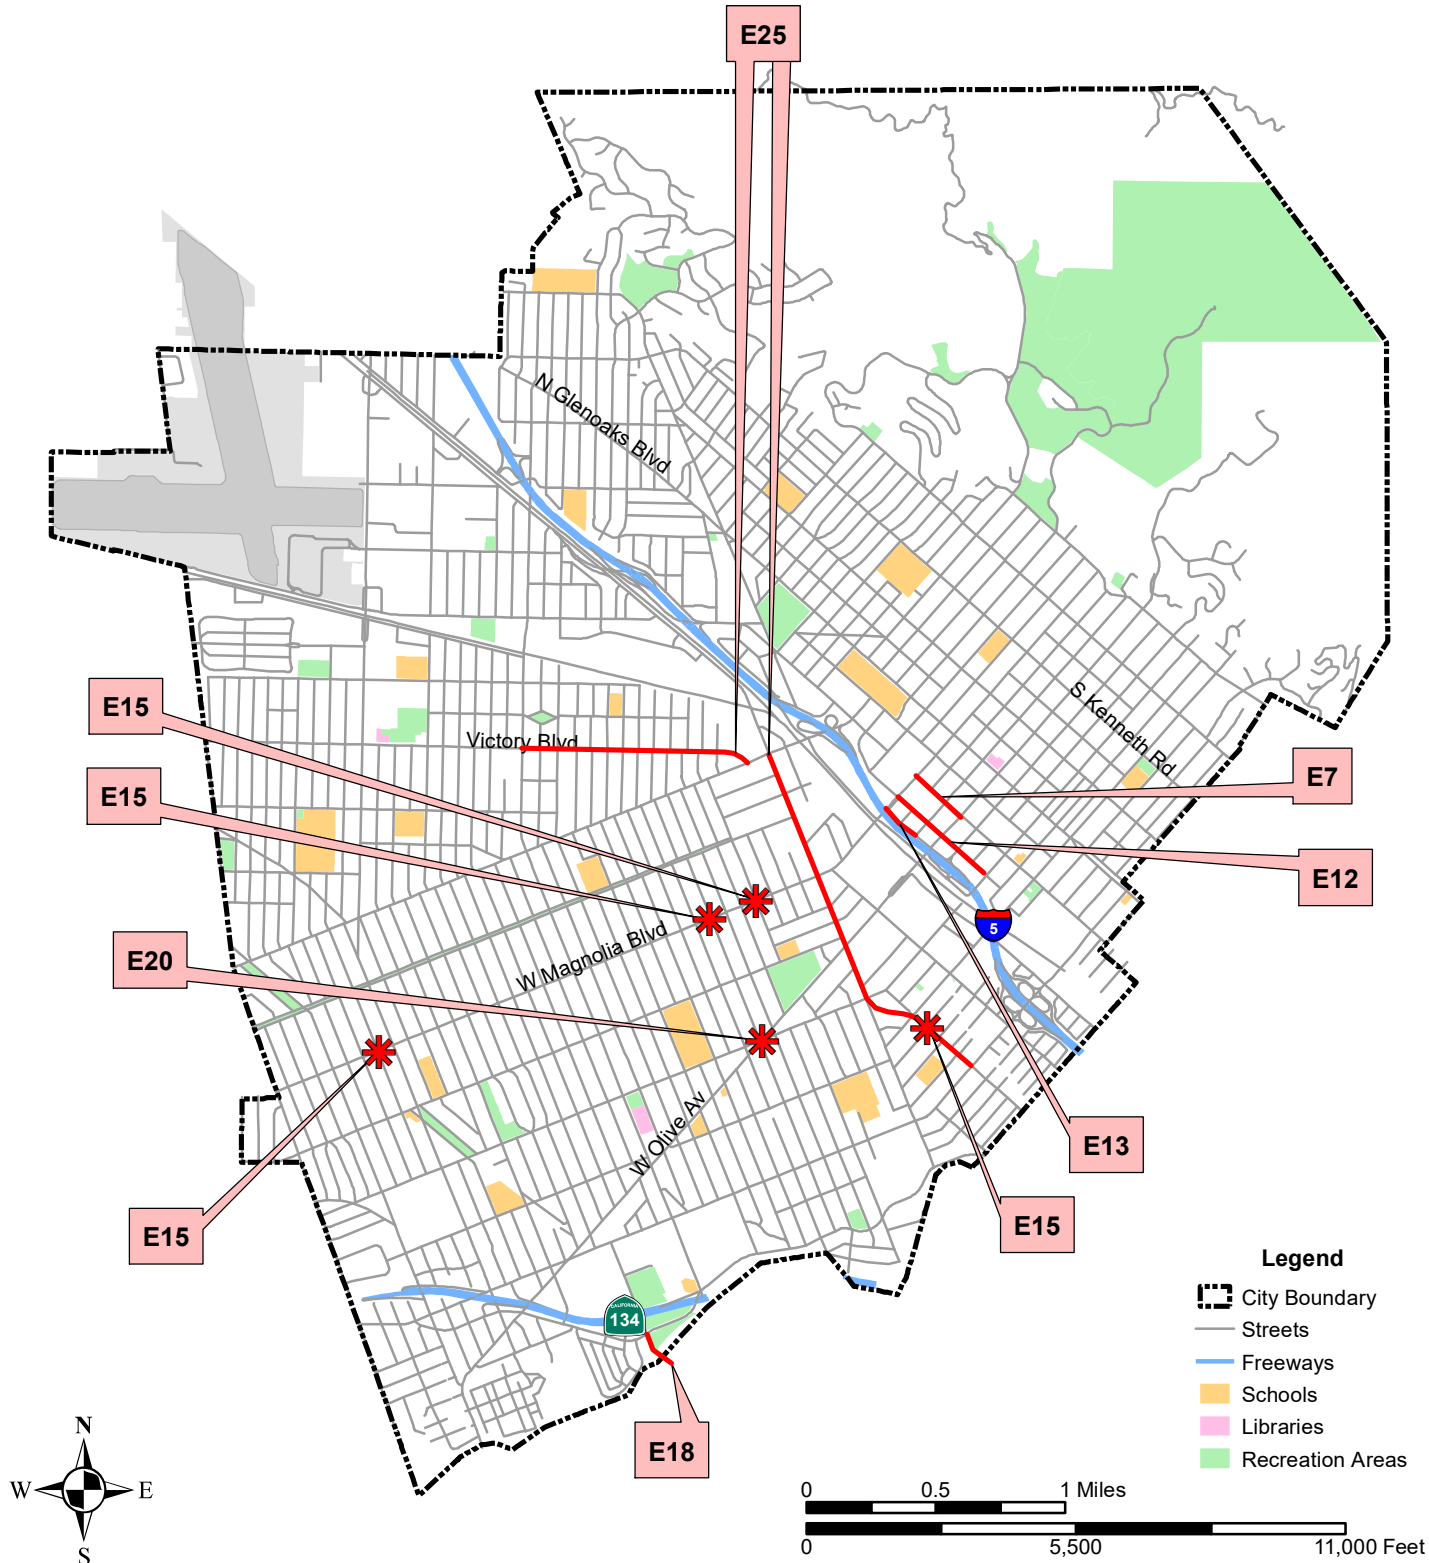 E25
N Glenoaks Blvd
S Kenneth Rd
E15
Victory Blvd
E7
E15
E12
5
W Magnolia Blvd
E20
W Olive Av
E13
E15
E15
CALIFORNIA
134
E18
Legend
City Boundary
Streets
Freeways
Schools
Libraries
Recreation Areas
N
W E
S
0 0.5 1 Miles
0 5,500 11,000 Feet